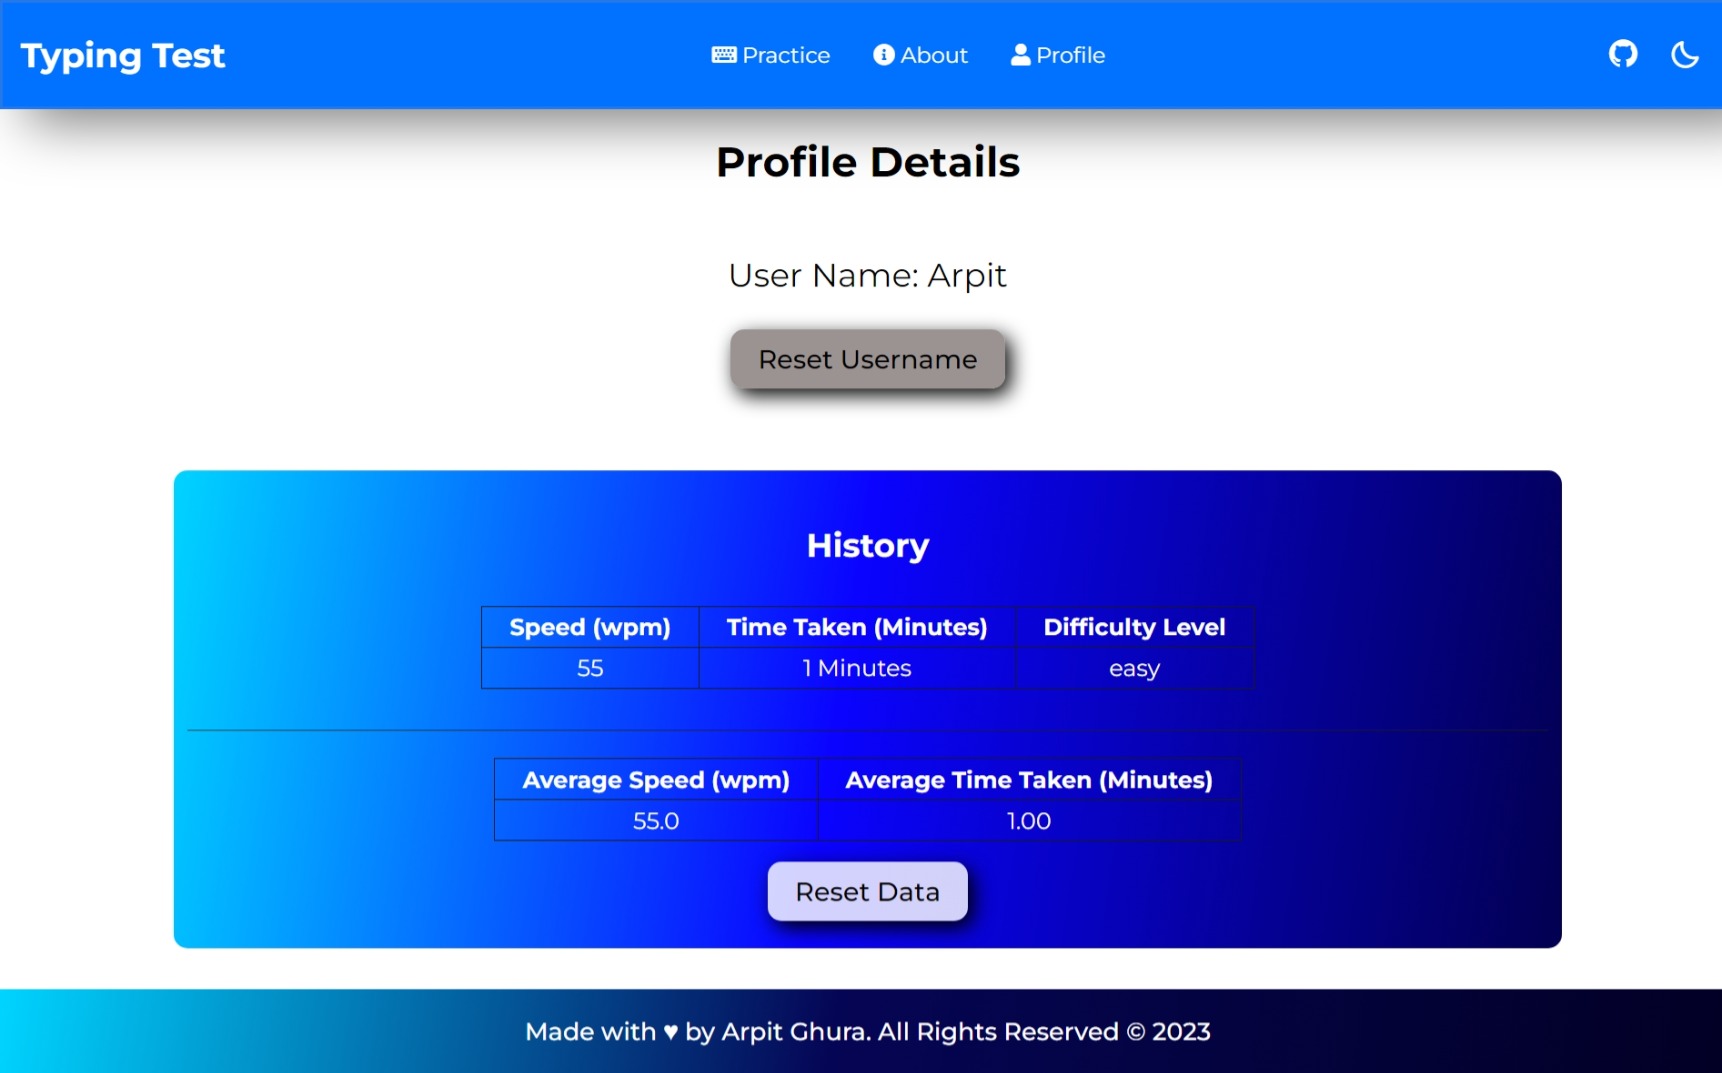 Typing Test
Practice
About
Profile
Profile Details
User Name: Arpit
Reset Username
History
Speed (wpm) Time Taken (Minutes) Difficulty Level
55 1 Minutes easy
Average Speed (wpm) Average Time Taken (Minutes)
55.0 1.00
Reset Data
Made with ♥ by Arpit Ghura. All Rights Reserved © 2023